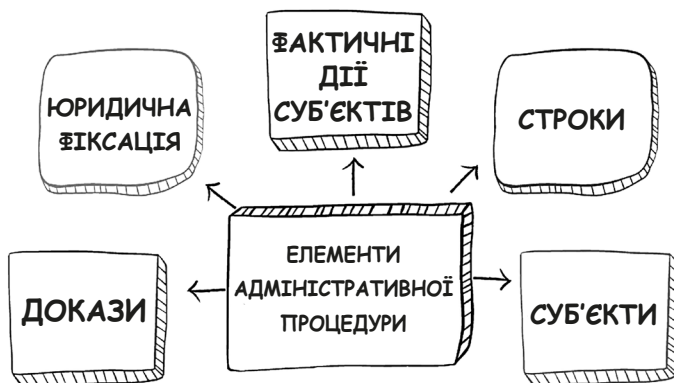 ФАКТИЧНІ
ДІЇ
СУБ'ЄКТІВ
ЮРИДИЧНА
ФІКСАЦІЯ
СТРОКИ
ЕЛЕМЕНТИ
АДМІНІСТРАТИВНОЇ
ПРОЦЕДУРИ
ДОКАЗИ
СУБ'ЄКТИ